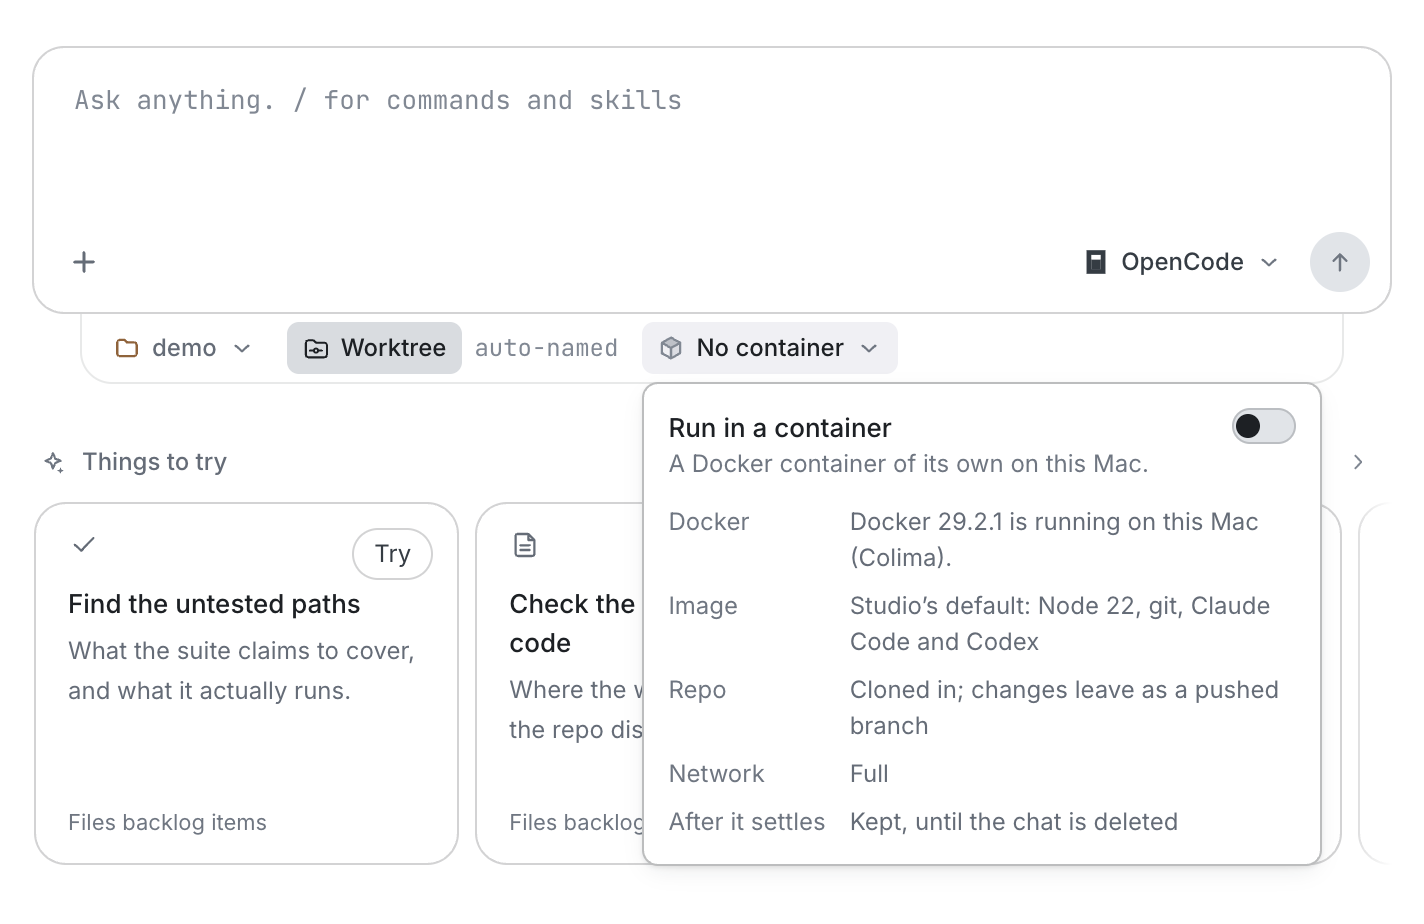 Ask anything. / for commands and skills
OpenCode
demo
Worktree
auto-named
No container
Things to try
Try
Find the untested paths
What the suite claims to cover,
and what it actually runs.
Files backlog items
Check the
code
Where the
the repo dis
Files backlog
Run in a container
A Docker container of its own on this Mac.
Docker
Docker 29.2.1 is running on this Mac
(Colima).
Image
Studio’s default: Node 22, git, Claude
Code and Codex
Repo
Cloned in; changes leave as a pushed
branch
Network
Full
After it settles
Kept, until the chat is deleted